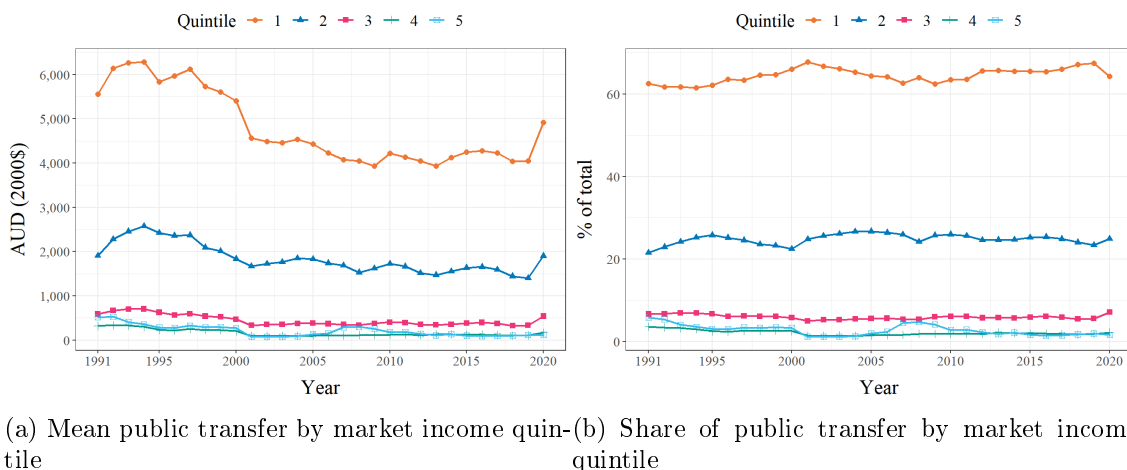 Quintile 1 2 3 4 5
AUD (2000$)
6,000
5,000
4,000
3,000
2,000
1,000
0
1991 1995 2000 2005 2010 2015 2020
Year
(a) Mean public transfer by market income quin-
tile
Quintile 1 2 3 4 5
% of total
60
40
20
0
1991 1995 2000 2005 2010 2015 2020
Year
(b) Share of public transfer by market incom
quintile